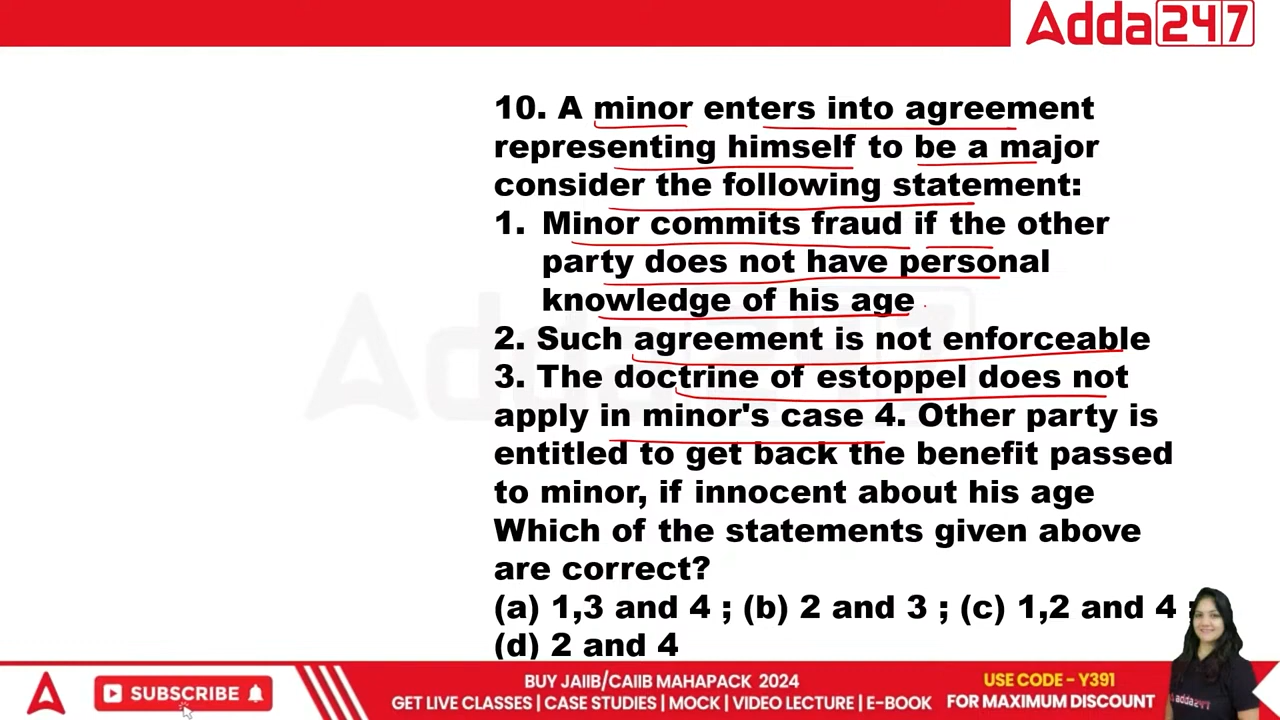 Adda247
10. A minor enters into agreement
representing himself to be a major
consider the following statement:
1. Minor commits fraud if the other
party does not have personal
knowledge of his age
2. Such agreement is not enforceable
3. The doctrine of estoppel does not
apply in minor's case 4. Other party is
entitled to get back the benefit passed
to minor, if innocent about his age
Which of the statements given above
are correct?
(a) 1,3 and 4 ; (b) 2 and 3 ; (c) 1,2 and 4 ;
(d) 2 and 4
SUBSCRIBE
BUY JAIIB/CAIIB MAHAPACK 2024
GET LIVE CLASSES | CASE STUDIES | MOCK | VIDEO LECTURE | E-BOOK
USE CODE - Y391
FOR MAXIMUM DISCOUNT
adda247